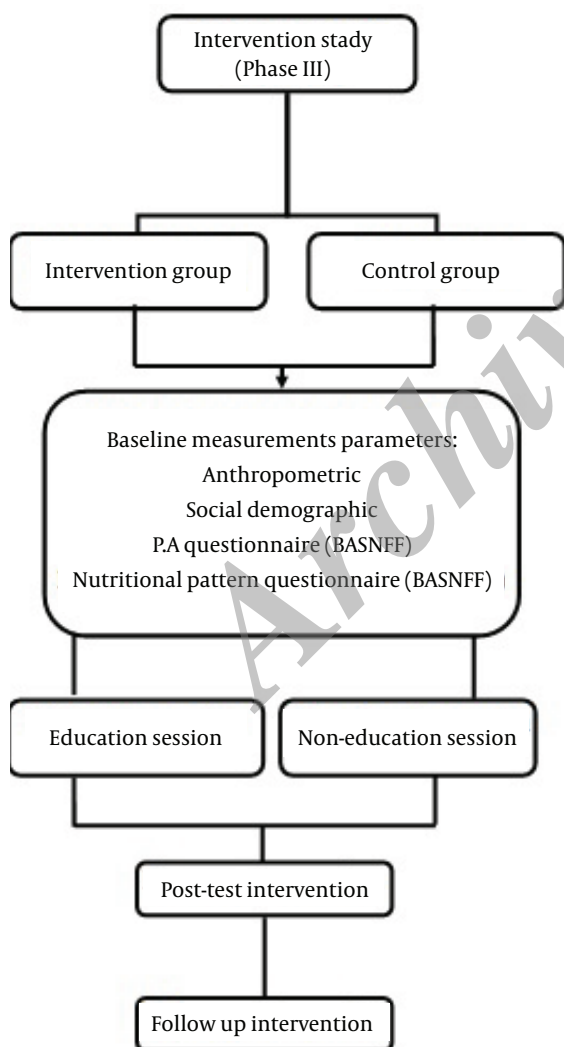 Intervention stady
(Phase III)
Intervention group
Control group
Baseline measurements parameters:
Anthropometric
Social demographic
P.A questionnaire (BASNFF)
Nutritional pattern questionnaire (BASNFF)
Education session
Non-education session
Post-test intervention
Follow up intervention